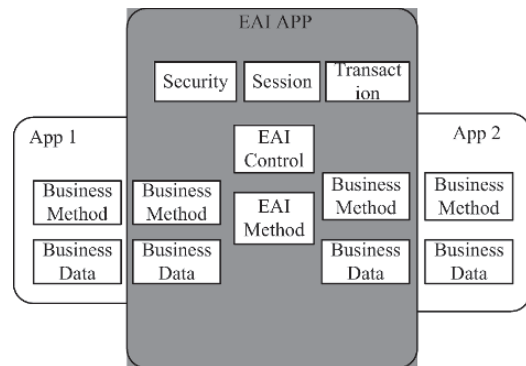 EAI APP
Security
Session
Transact
ion
App 1
App 2
EAI
Control
Business
Method
Business
Method
EAI
Method
Business
Method
Business
Method
Business
Data
Business
Data
Business
Data
Business
Data